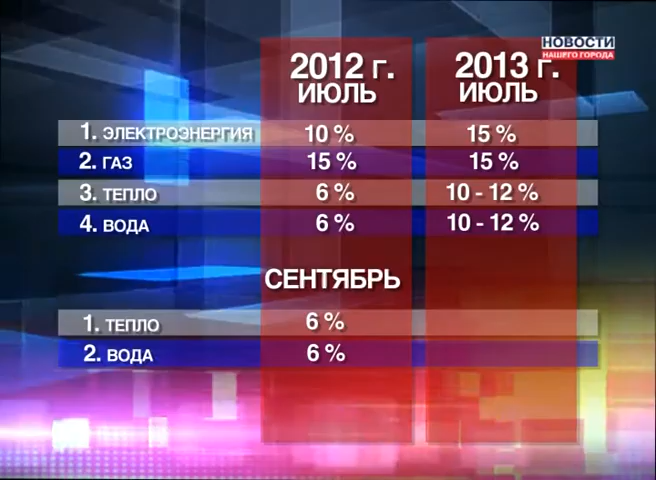 НОВОСТИ
НАШЕГО ГОРОДА
2012 г. 2013 г.
ИЮЛЬ ИЮЛЬ
1. ЭЛЕКТРОЭНЕРГИЯ 10 % 15 %
2. ГАЗ 15 % 15 %
3. ТЕПЛО 6 % 10 - 12 %
4. ВОДА 6 % 10 - 12 %
СЕНТЯБРЬ
1. ТЕПЛО 6 %
2. ВОДА 6 %